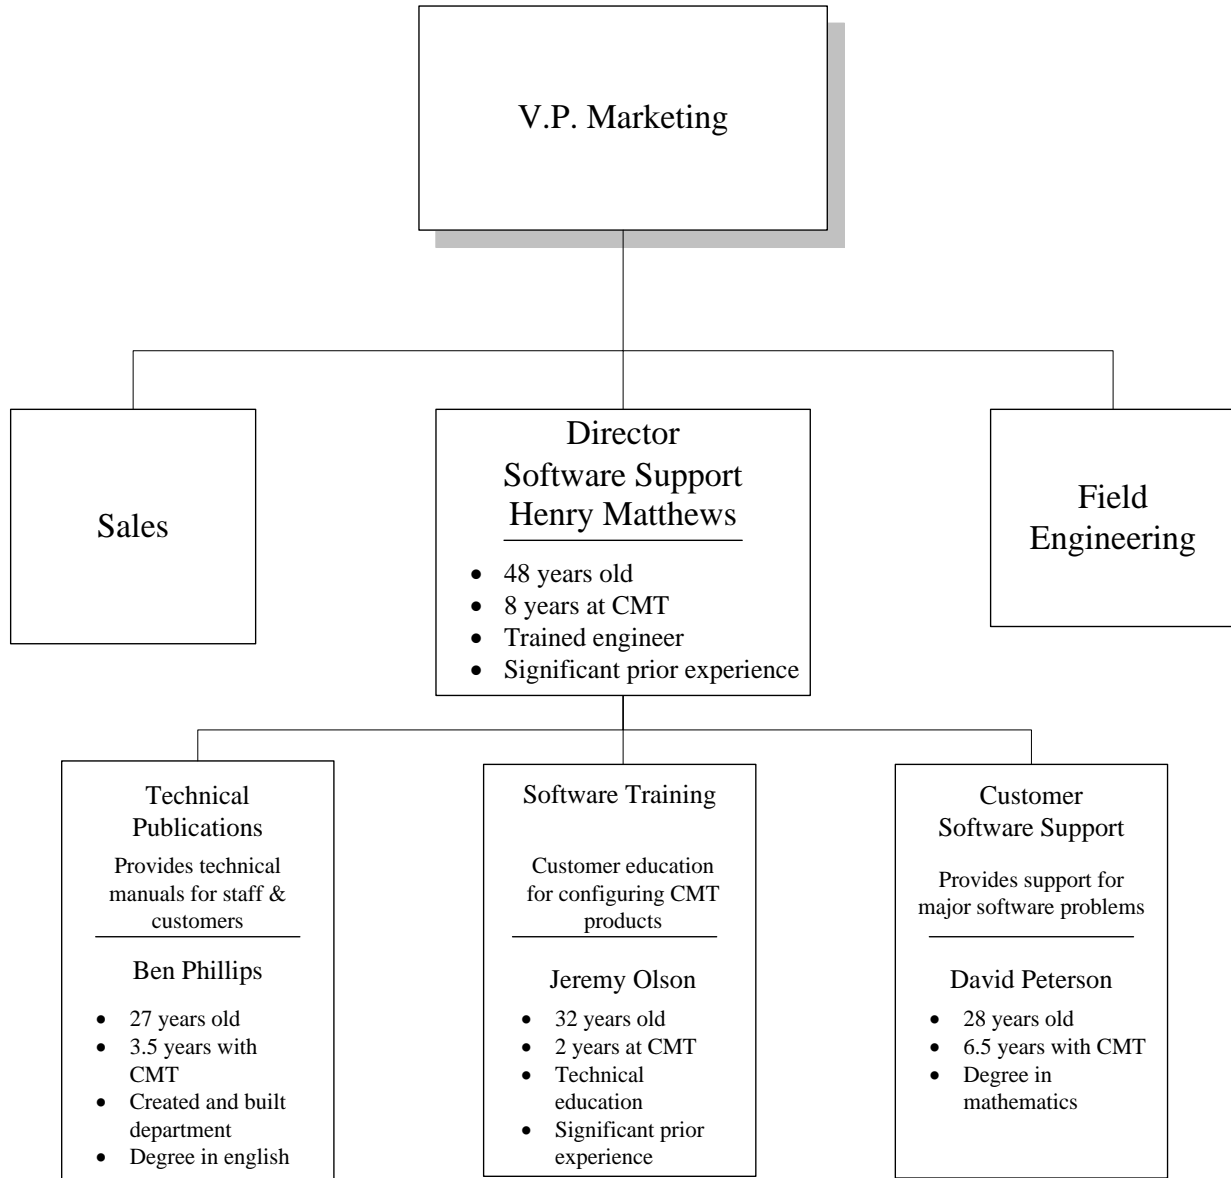 V.P. Marketing
Sales
Director
Software Support
Henry Matthews
• 48 years old
• 8 years at CMT
• Trained engineer
• Significant prior experience
Field
Engineering
Technical
Publications
Provides technical
manuals for staff &
customers
Ben Phillips
• 27 years old
• 3.5 years with
CMT
• Created and built
department
• Degree in english
Software Training
Customer education
for configuring CMT
products
Jeremy Olson
• 32 years old
• 2 years at CMT
• Technical
education
• Significant prior
experience
Customer
Software Support
Provides support for
major software problems
David Peterson
• 28 years old
• 6.5 years with CMT
• Degree in
mathematics